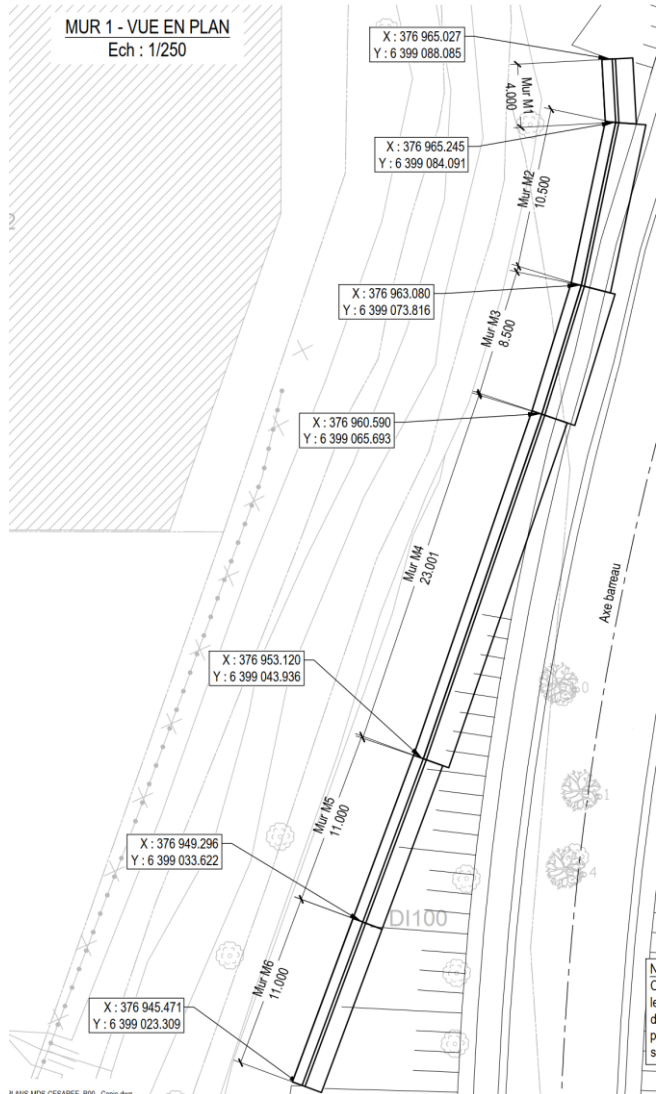 MUR 1 - VUE EN PLAN
Ech : 1/250
X : 376 965.027
Y : 6 399 088.085
Mur M1
4.000
X : 376 965.245
Y : 6 399 084.091
Mur M2
10.500
X : 376 963.080
Y : 6 399 073.816
Mur M3
8.500
X : 376 960.590
Y : 6 399 065.693
Mur M4
23.001
Axe barreau
X : 376 953.120
Y : 6 399 043.936
0
Mur M5
11.000
1
X : 376 949.296
Y : 6 399 033.622
4
DI100
Mur M6
11.000
X : 376 945.471
Y : 6 399 023.309
N
C
le
d
p
s